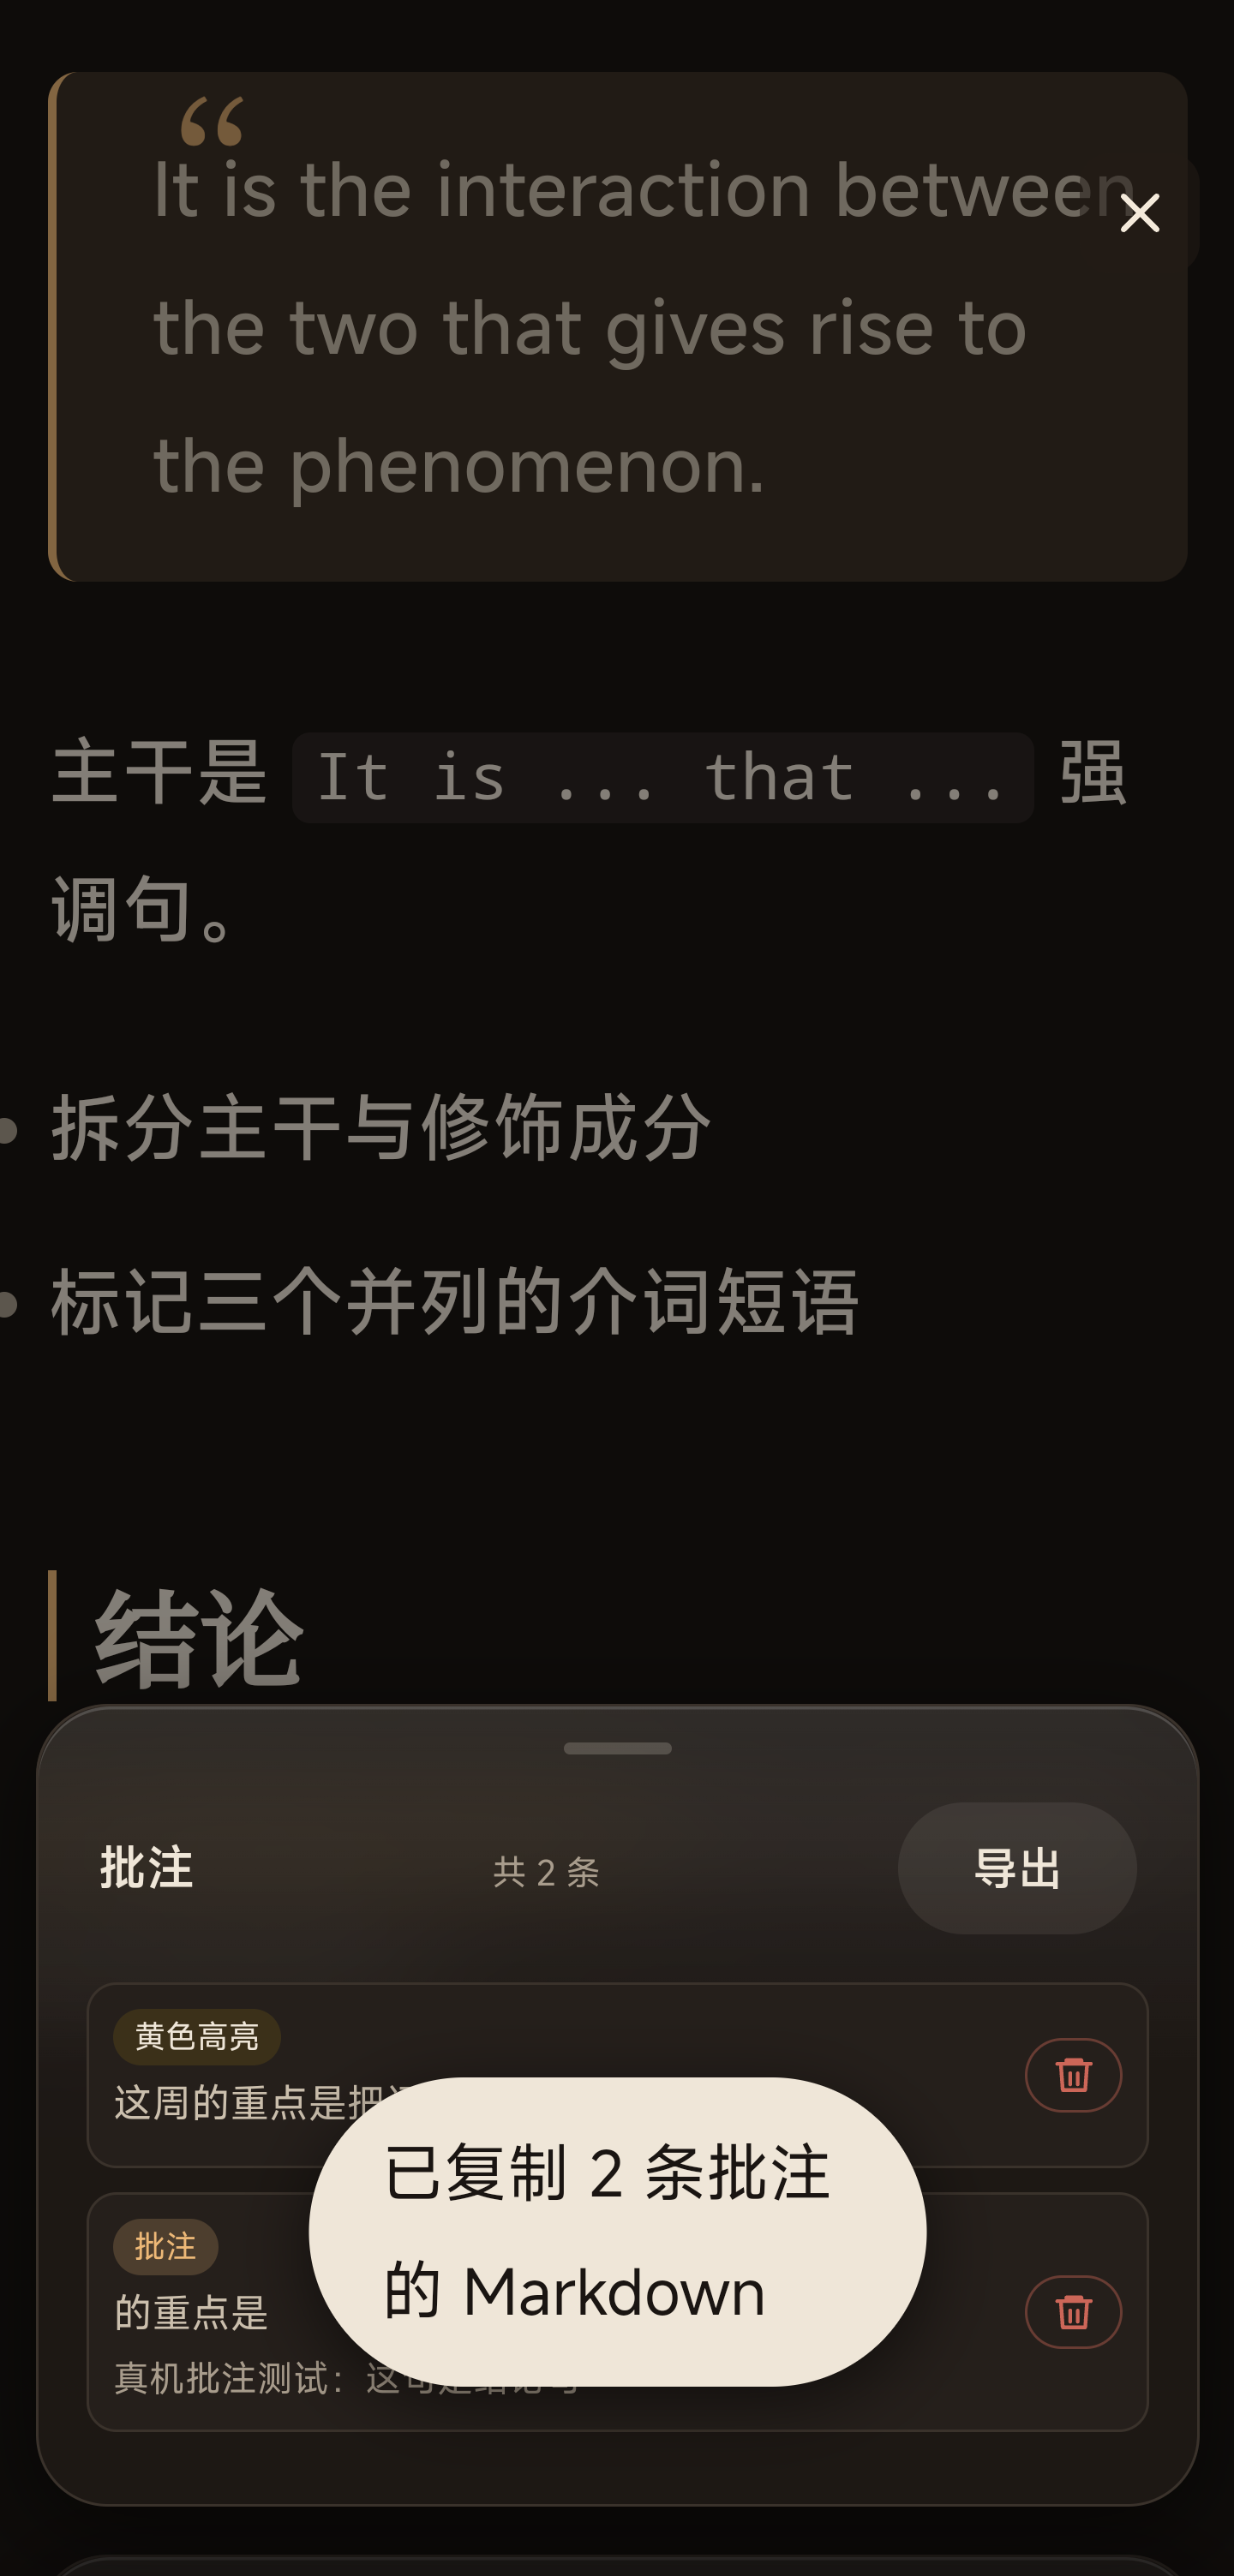 “
It is the interaction between
the two that gives rise to
the phenomenon.
主干是 It is ... that ... 强
调句。
• 拆分主干与修饰成分
• 标记三个并列的介词短语
结论
批注 共 2 条 导出
黄色高亮
这周的重点是把
已复制 2 条批注
的 Markdown
批注
的重点是
真机批注测试：这